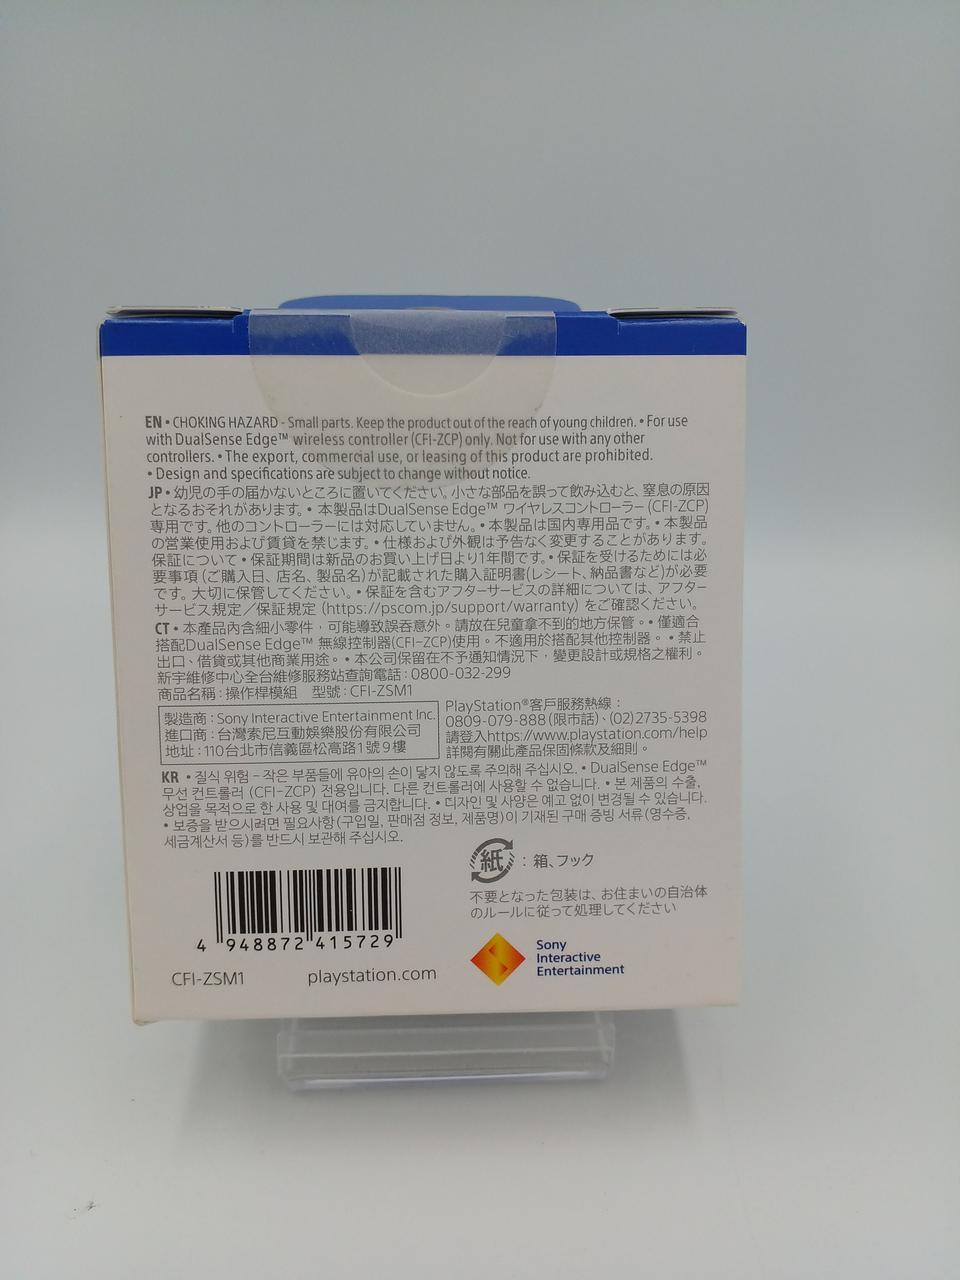 EN • CHOKING HAZARD - Small parts. Keep the product out of the reach of young children. • For use
with DualSense Edge™ wireless controller (CFI-ZCP) only. Not for use with any other
controllers. • The export, commercial use, or leasing of this product are prohibited.
• Design and specifications are subject to change without notice.
JP • 幼児の手の届かないところに置いてください。小さな部品を誤って飲み込むと、窒息の原因
となるおそれがあります。• 本製品はDualSense Edge™ ワイヤレスコントローラー (CFI-ZCP)
専用です。他のコントローラーには対応していません。• 本製品は国内専用品です。• 本製品
の営業使用および賃貸を禁じます。• 仕様および外観は予告なく変更することがあります。
保証について • 保証期間は新品のお買い上げ日より1年間です。• 保証を受けるためには必
要事項 (ご購入日、店名、製品名)が記載された購入証明書(レシート、納品書など)が必要
です。大切に保管してください。• 保証を含むアフターサービスの詳細については、アフター
サービス規定／保証規定 (https://pscom.jp/support/warranty) をご確認ください。
CT • 本產品內含細小零件，可能導致誤吞意外。請放在兒童拿不到的地方保管。• 僅適合
搭配DualSense Edge™ 無線控制器(CFI-ZCP)使用。不適用於搭配其他控制器。• 禁止
出口、借貸或其他商業用途。• 本公司保留在不予通知情況下，變更設計或規格之權利。
新宇維修中心全台維修服務站查詢電話：0800-032-299
商品名稱：操作桿模組 型號：CFI-ZSM1
製造商：Sony Interactive Entertainment Inc.
進口商：台灣索尼互動娛樂股份有限公司
地址：110台北市信義區松高路1號9樓
PlayStation®客戶服務熱線：
0809-079-888(限市話)、(02)2735-5398
請登入https://www.playstation.com/help
詳閱有關此產品保固條款及細則。
KR • 질식 위험 – 작은 부품들에 유아의 손이 닿지 않도록 주의해 주십시오. • DualSense Edge™
무선 컨트롤러 (CFI-ZCP) 전용입니다. 다른 컨트롤러에 사용할 수 없습니다. • 본 제품의 수출,
상업을 목적으로 한 사용 및 대여를 금지합니다. • 디자인 및 사양은 예고 없이 변경될 수 있습니다.
• 보증을 받으시려면 필요사항(구입일, 판매점 정보, 제품명)이 기재된 구매 증빙 서류(영수증,
세금계산서 등)를 반드시 보관해 주십시오.
紙 : 箱、フック
不要となった包装は、お住まいの自治体
のルールに従って処理してください
4 948872 415729
CFI-ZSM1
playstation.com
Sony
Interactive
Entertainment